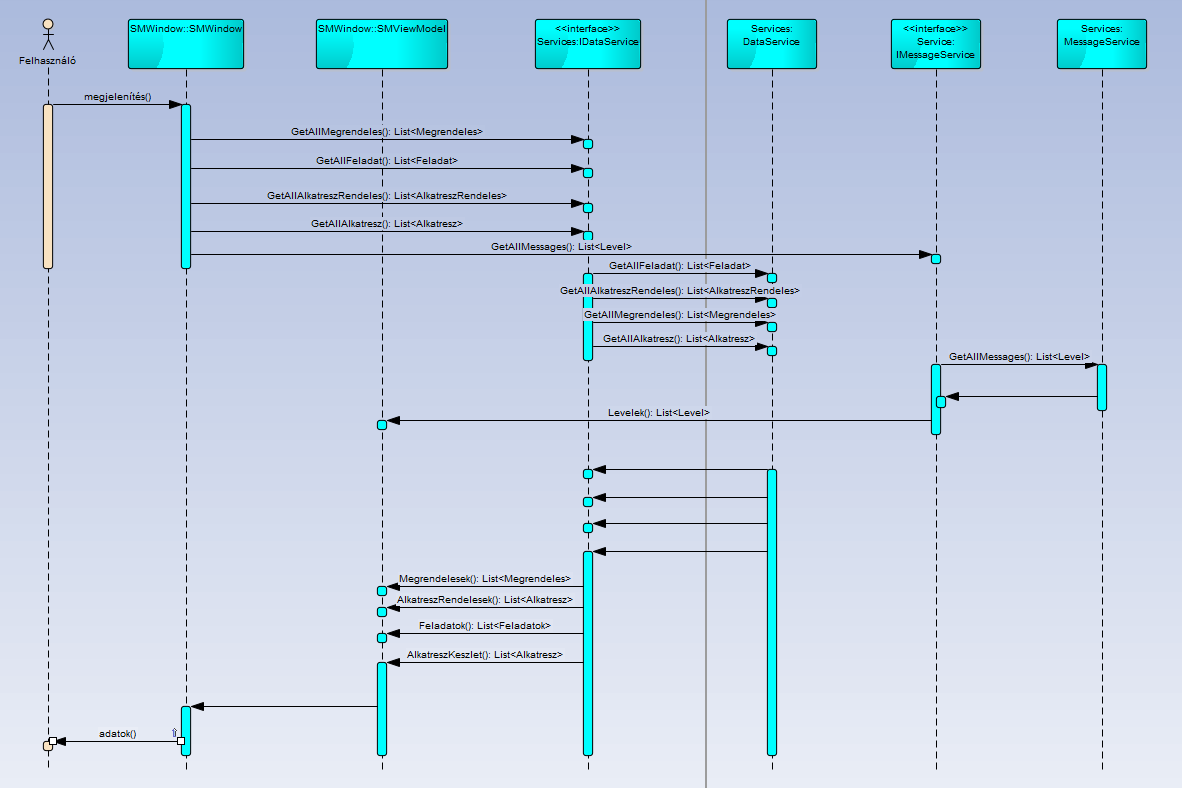 Felhasználó
SMWindow::SMWindow
SMWindow::SMViewModel
<<interface>>
Services:IDataService
Services:
DataService
<<interface>>
Service:
IMessageService
Services:
MessageService
megjelenítés()
GetAllMegrendeles(): List<Megrendeles>
GetAllFeladat(): List<Feladat>
GetAllAlkatreszRendeles(): List<AlkatreszRendeles>
GetAllAlkatresz(): List<Alkatresz>
GetAllMessages(): List<Level>
GetAllFeladat(): List<Feladat>
GetAllAlkatreszRendeles(): List<AlkatreszRendeles>
GetAllMegrendeles(): List<Megrendeles>
GetAllAlkatresz(): List<Alkatresz>
GetAllMessages(): List<Level>
Levelek(): List<Level>
Megrendelesek(): List<Megrendeles>
AlkatreszRendelesek(): List<Alkatresz>
Feladatok(): List<Feladatok>
AlkatreszKeszlet(): List<Alkatresz>
adatok()